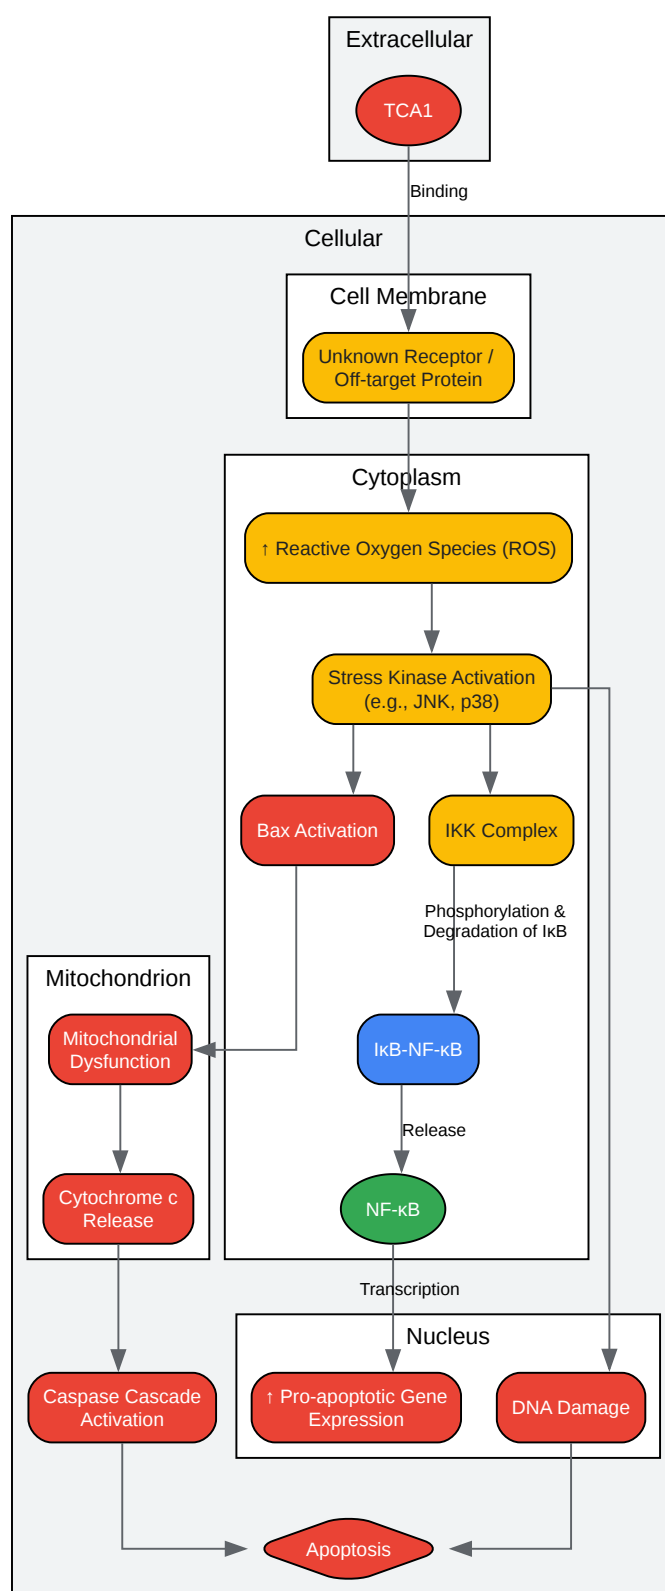 Extracellular
TCA1
Binding
Cellular
Cell Membrane
Unknown Receptor /
Off-target Protein
Cytoplasm
↑ Reactive Oxygen Species (ROS)
Stress Kinase Activation
(e.g., JNK, p38)
Bax Activation
IKK Complex
Phosphorylation &
Degradation of IκB
Mitochondrion
Mitochondrial
Dysfunction
IκB-NF-κB
Release
Cytochrome c
Release
NF-κB
Transcription
Nucleus
Caspase Cascade
Activation
↑ Pro-apoptotic Gene
Expression
DNA Damage
Apoptosis